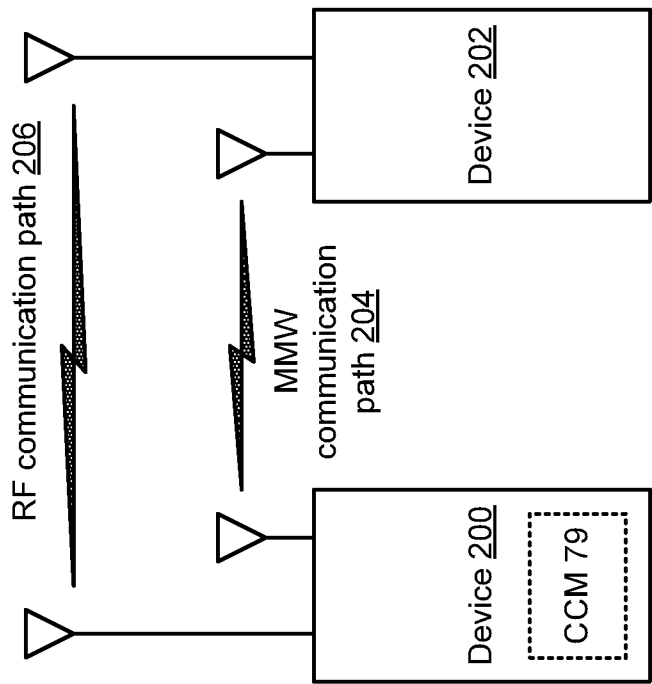 RF communication path 206
MMW
communication
path 204
Device 200
CCM 79
Device 202